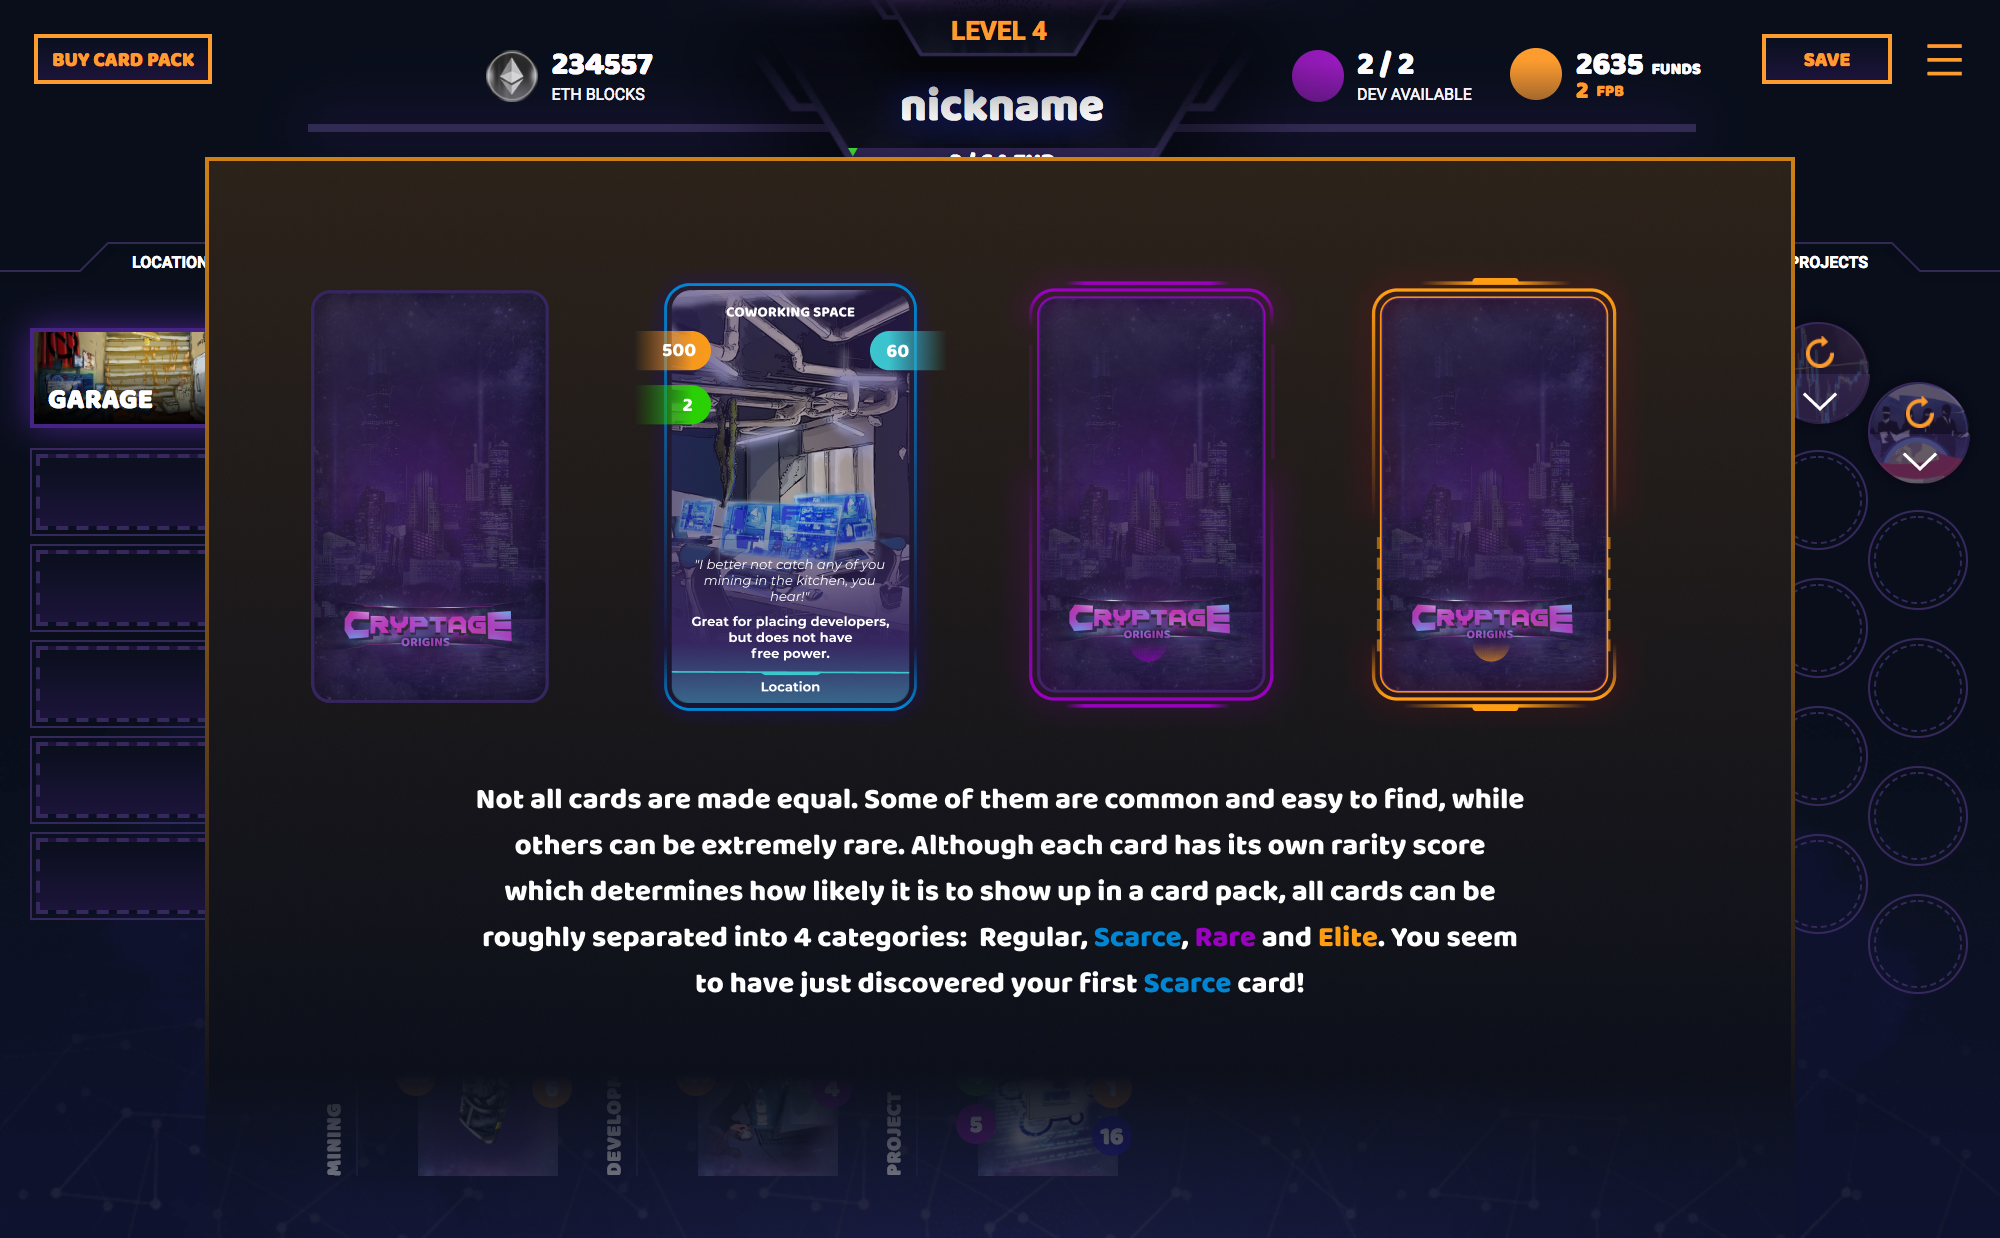 LEVEL 4
BUY CARD PACK
234557
ETH BLOCKS
nickname
2 / 2
DEV AVAILABLE
2635 FUNDS
2 FPB
SAVE
LOCATION
PROJECTS
GARAGE
COWORKING SPACE
500
60
2
"I better not catch any of you
mining in the kitchen, you
hear!"
Great for placing developers,
but does not have
free power.
Location
CRYPTAGE
ORIGINS
CRYPTAGE
ORIGINS
CRYPTAGE
ORIGINS
Not all cards are made equal. Some of them are common and easy to find, while
others can be extremely rare. Although each card has its own rarity score
which determines how likely it is to show up in a card pack, all cards can be
roughly separated into 4 categories: Regular, Scarce, Rare and Elite. You seem
to have just discovered your first Scarce card!
MINING
6
DEVELOP
4
PROJECT
5
1
16